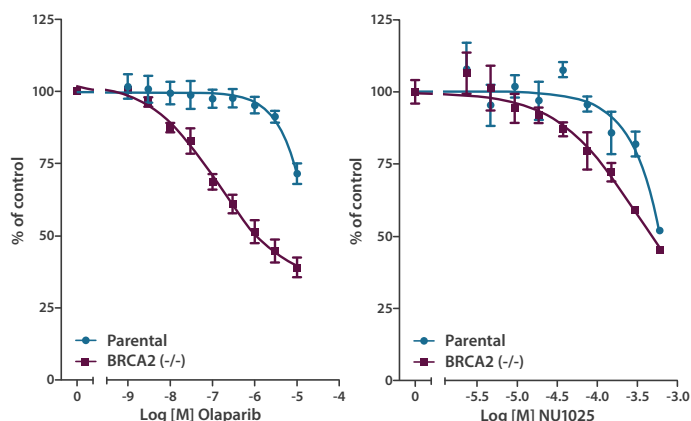 125
100
75
50
25
0
% of control
Parental
BRCA2 (-/-)
0 -9 -8 -7 -6 -5 -4
Log [M] Olaparib
125
100
75
50
25
0
% of control
Parental
BRCA2 (-/-)
0 -5.5 -5.0 -4.5 -4.0 -3.5 -3.0
Log [M] NU1025